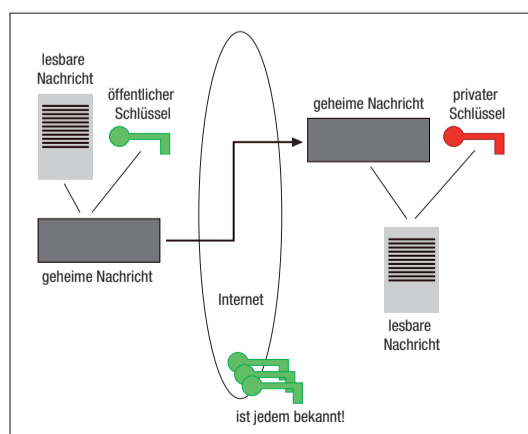 lesbare
Nachricht
öffentlicher
Schlüssel
geheime Nachricht
Internet
ist jedem bekannt!
geheime Nachricht
privater
Schlüssel
lesbare
Nachricht